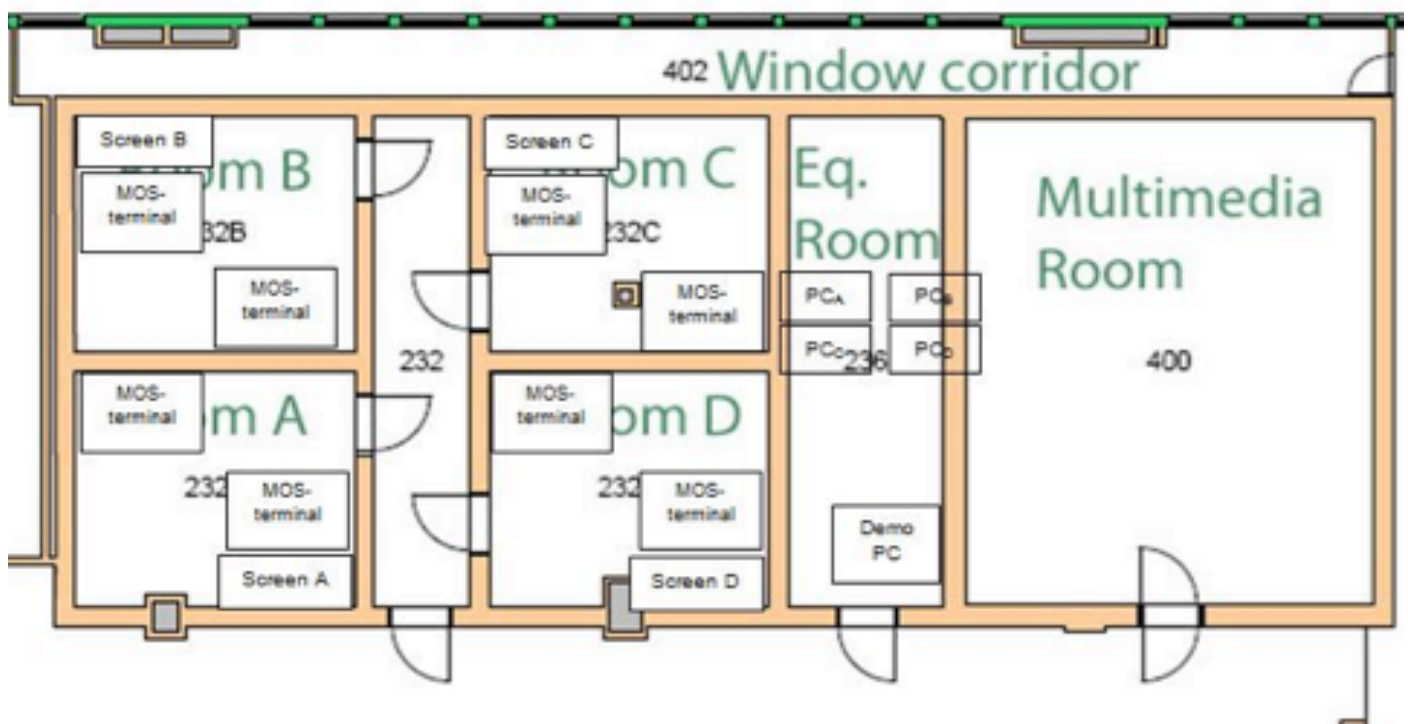 402 Window corridor
Screen B
om B
MOS-
terminal
32B
MOS-
terminal
Screen C
om C
MOS-
terminal
232C
MOS-
terminal
Eq.
Room
PCA
PCB
PCC
PCD
236
Multimedia
Room
400
232
MOS-
terminal
om A
232
MOS-
terminal
Screen A
MOS-
terminal
om D
232
MOS-
terminal
Screen D
Demo
PC